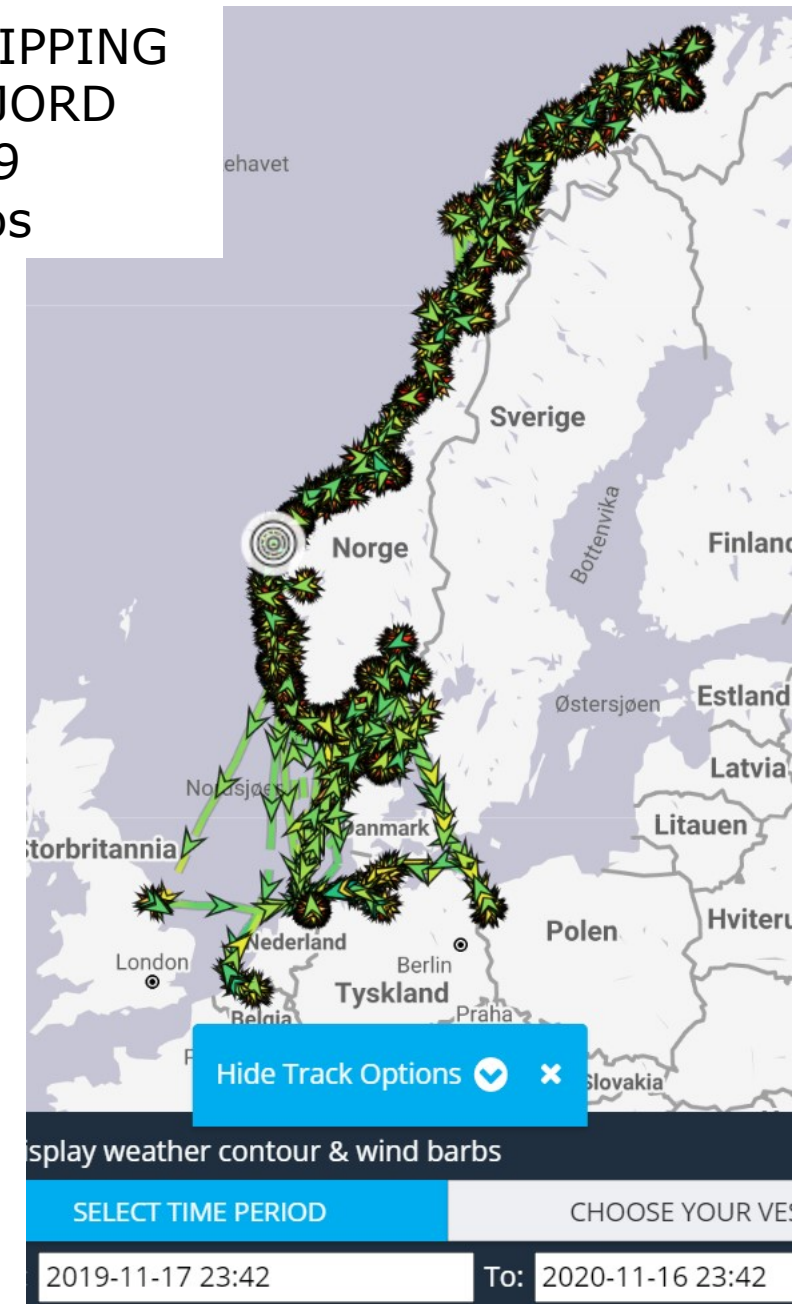 IPPING
JORD
9
os
ehavet
Sverige
Bottenvika
Norge
Finland
Østersjøen
Estland
Nordsjøen
Latvia
Danmark
Litauen
Storbritannia
Nederland
Polen
Hviteru
London
Berlin
Tyskland
Praha
Belgia
F
Hide Track Options ×
Slovakia
isplay weather contour & wind barbs
SELECT TIME PERIOD CHOOSE YOUR VES
: 2019-11-17 23:42 To: 2020-11-16 23:42